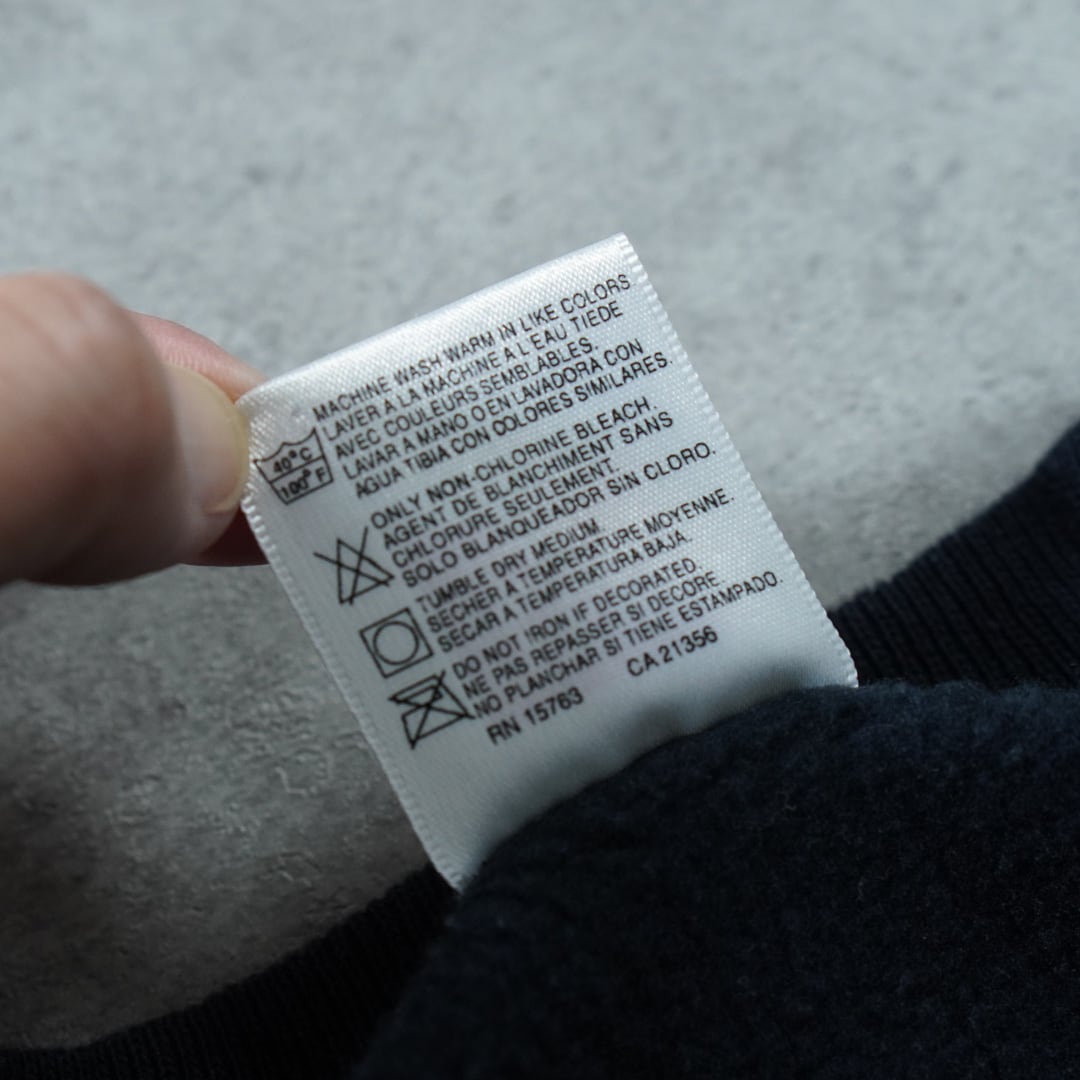 MACHINE WASH WARM IN LIKE COLORS
LAVER A LA MACHINE A L'EAU TIEDE
AVEC COULEURS SEMBLABLES.
LAVAR A MANO O EN LAVADORA CON
AGUA TIBIA CON COLORES SIMILARES.
40°C
100°F
ONLY NON-CHLORINE BLEACH.
AGENT DE BLANCHIMENT SANS
CHLORURE SEULEMENT.
SOLO BLANQUEADOR SIN CLORO.
TUMBLE DRY MEDIUM.
SECHER A TEMPERATURE MOYENNE.
SECAR A TEMPERATURA BAJA.
DO NOT IRON IF DECORATED.
NE PAS REPASSER SI DECORE.
NO PLANCHAR SI TIENE ESTAMPADO.
RN 15763 CA 21356